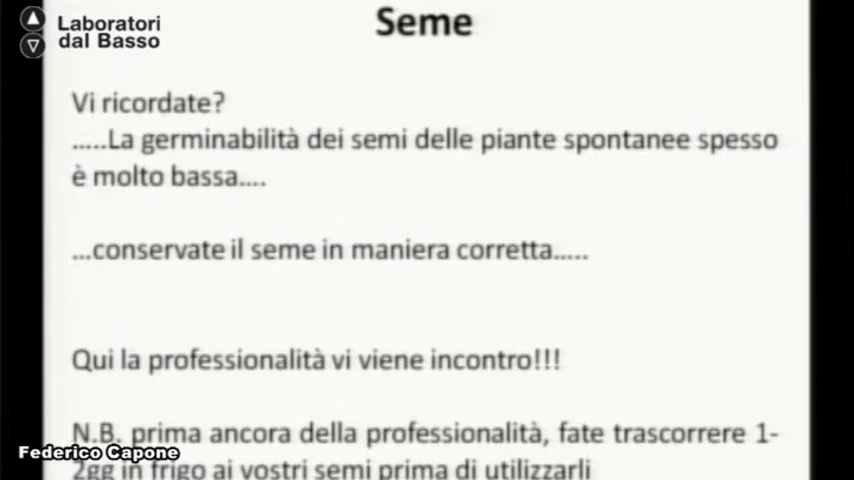 Laboratori
dal Basso
Seme
Vi ricordate?
.....La germinabilità dei semi delle piante spontanee spesso
è molto bassa....
...conservate il seme in maniera corretta.....
Qui la professionalità vi viene incontro!!!
N.B. prima ancora della professionalità, fate trascorrere 1-
2gg in frigo ai vostri semi prima di utilizzarli
Federico Capone